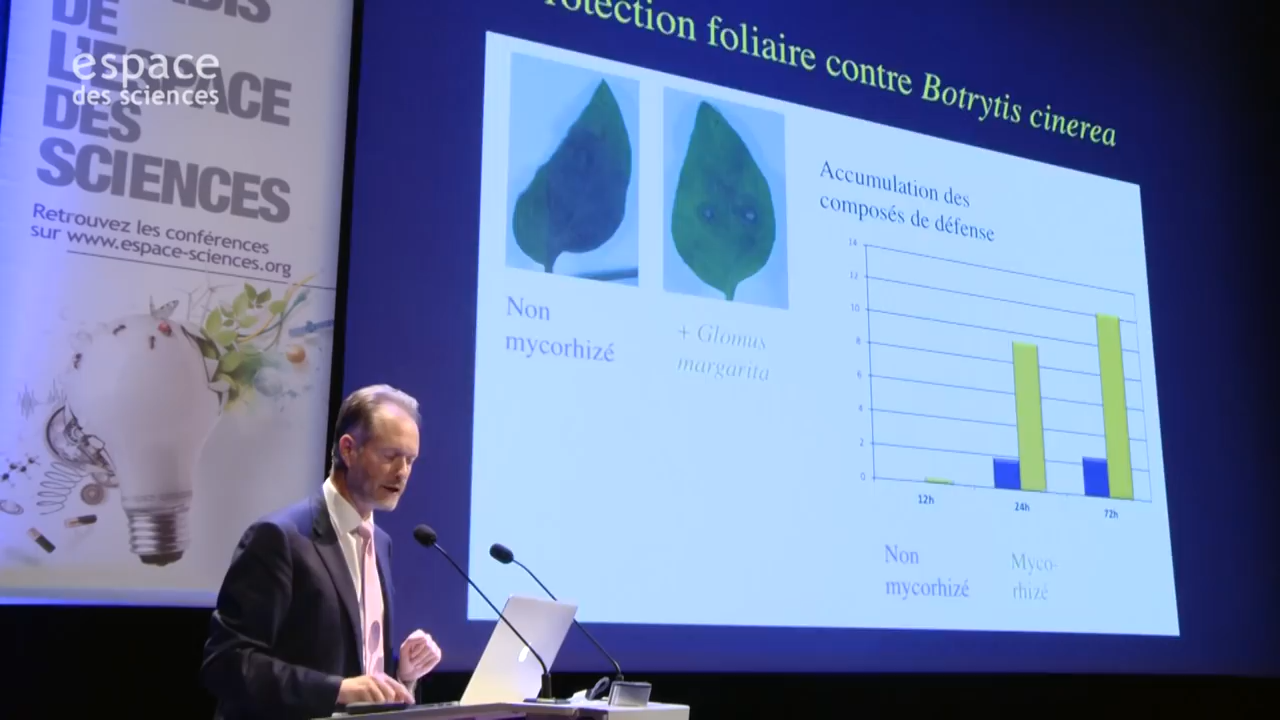 DE
L'ESPACE
DES
SCIENCES
Retrouvez les conférences
sur www.espace-sciences.org
espace
des sciences
rotection foliaire contre Botrytis cinerea
Non
mycorhizé
+ Glomus
margarita
Accumulation des
composés de défense
14
12
10
8
6
4
2
0
12h
24h
72h
Non
mycorhizé
Myco-
rhizé